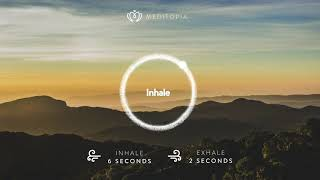 MEDITOPIA
Inhale
INHALE
6 SECONDS
EXHALE
2 SECONDS